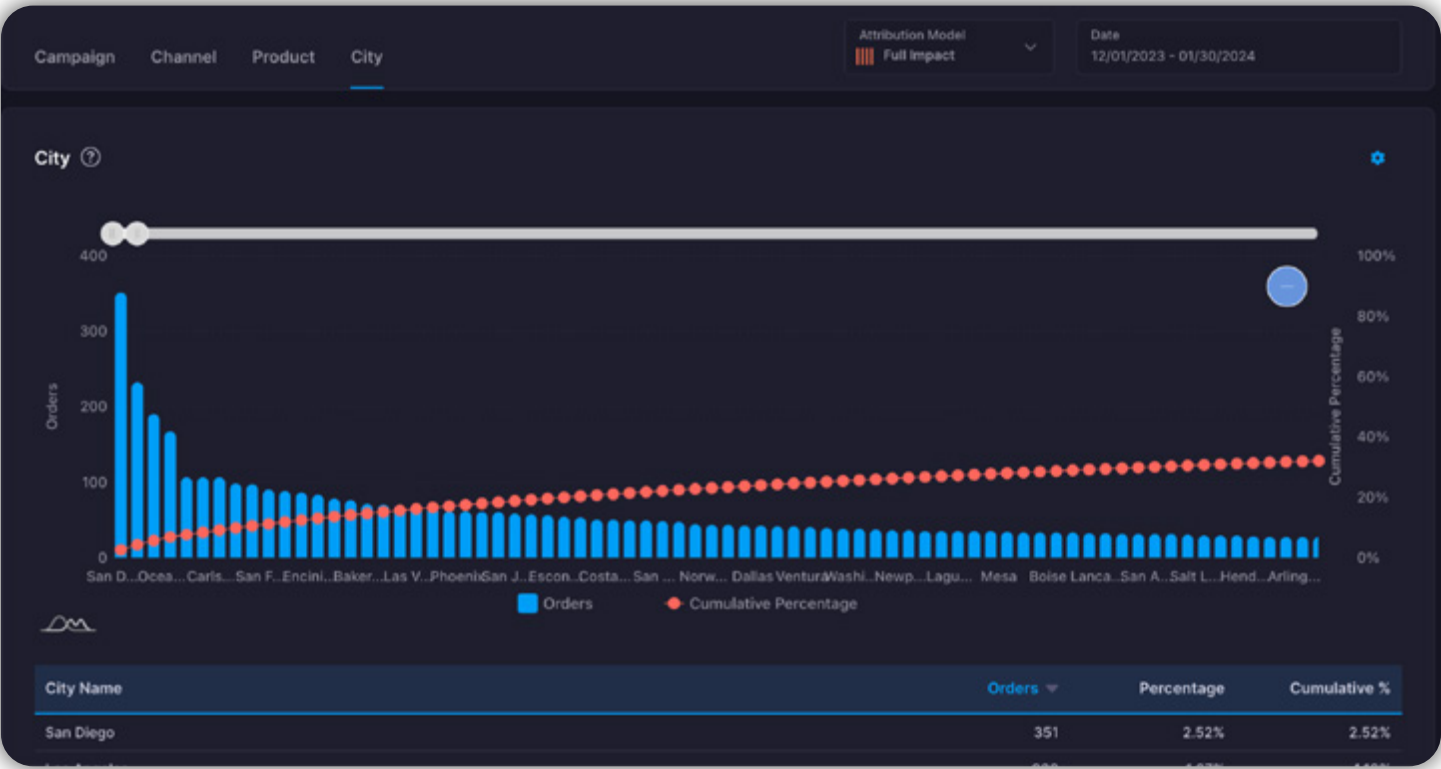 Campaign Channel Product City
Attribution Model
Full Impact
Date
12/01/2023 - 01/30/2024
City ?
400 100%
80%
300
60%
200
40%
100
20%
0 0%
Orders
Cumulative Percentage
San D... Ocea... Carls... San F... Encini... Baker... Las V... Phoenix San J... Escon... Costa... San ... Norw... Dallas Ventura Washi... Newp... Lagu... Mesa Boise Lanca... San A... Salt L... Hend... Arling...
Orders Cumulative Percentage
City Name Orders Percentage Cumulative %
San Diego 351 2.52% 2.52%